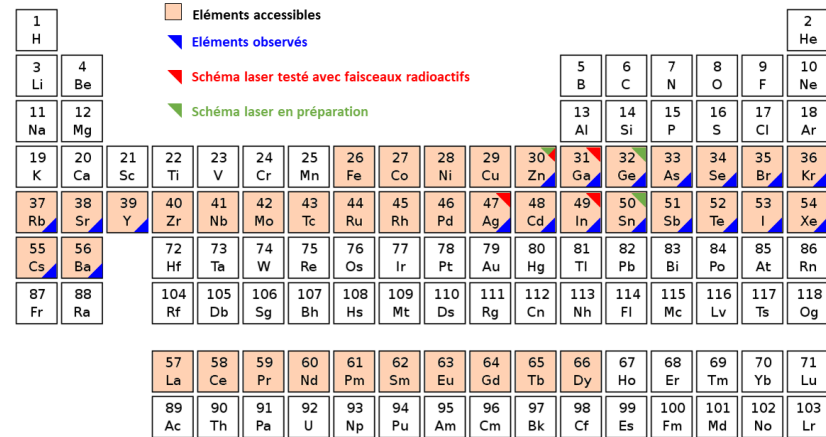 Eléments accessibles
Eléments observés
Schéma laser testé avec faisceaux radioactifs
Schéma laser en préparation
1 2
H He
3 4 5 6 7 8 9 10
Li Be B C N O F Ne
11 12 13 14 15 16 17 18
Na Mg Al Si P S Cl Ar
19 20 21 22 23 24 25 26 27 28 29 30 31 32 33 34 35 36
K Ca Sc Ti V Cr Mn Fe Co Ni Cu Zn Ga Ge As Se Br Kr
37 38 39 40 41 42 43 44 45 46 47 48 49 50 51 52 53 54
Rb Sr Y Zr Nb Mo Tc Ru Rh Pd Ag Cd In Sn Sb Te I Xe
55 56 72 73 74 75 76 77 78 79 80 81 82 83 84 85 86
Cs Ba Hf Ta W Re Os Ir Pt Au Hg Tl Pb Bi Po At Rn
87 88 104 105 106 107 108 109 110 111 112 113 114 115 116 117 118
Fr Ra Rf Db Sg Bh Hs Mt Ds Rg Cn Nh Fl Mc Lv Ts Og
57 58 59 60 61 62 63 64 65 66 67 68 69 70 71
La Ce Pr Nd Pm Sm Eu Gd Tb Dy Ho Er Tm Yb Lu
89 90 91 92 93 94 95 96 97 98 99 100 101 102 103
Ac Th Pa U Np Pu Am Cm Bk Cf Es Fm Md No Lr